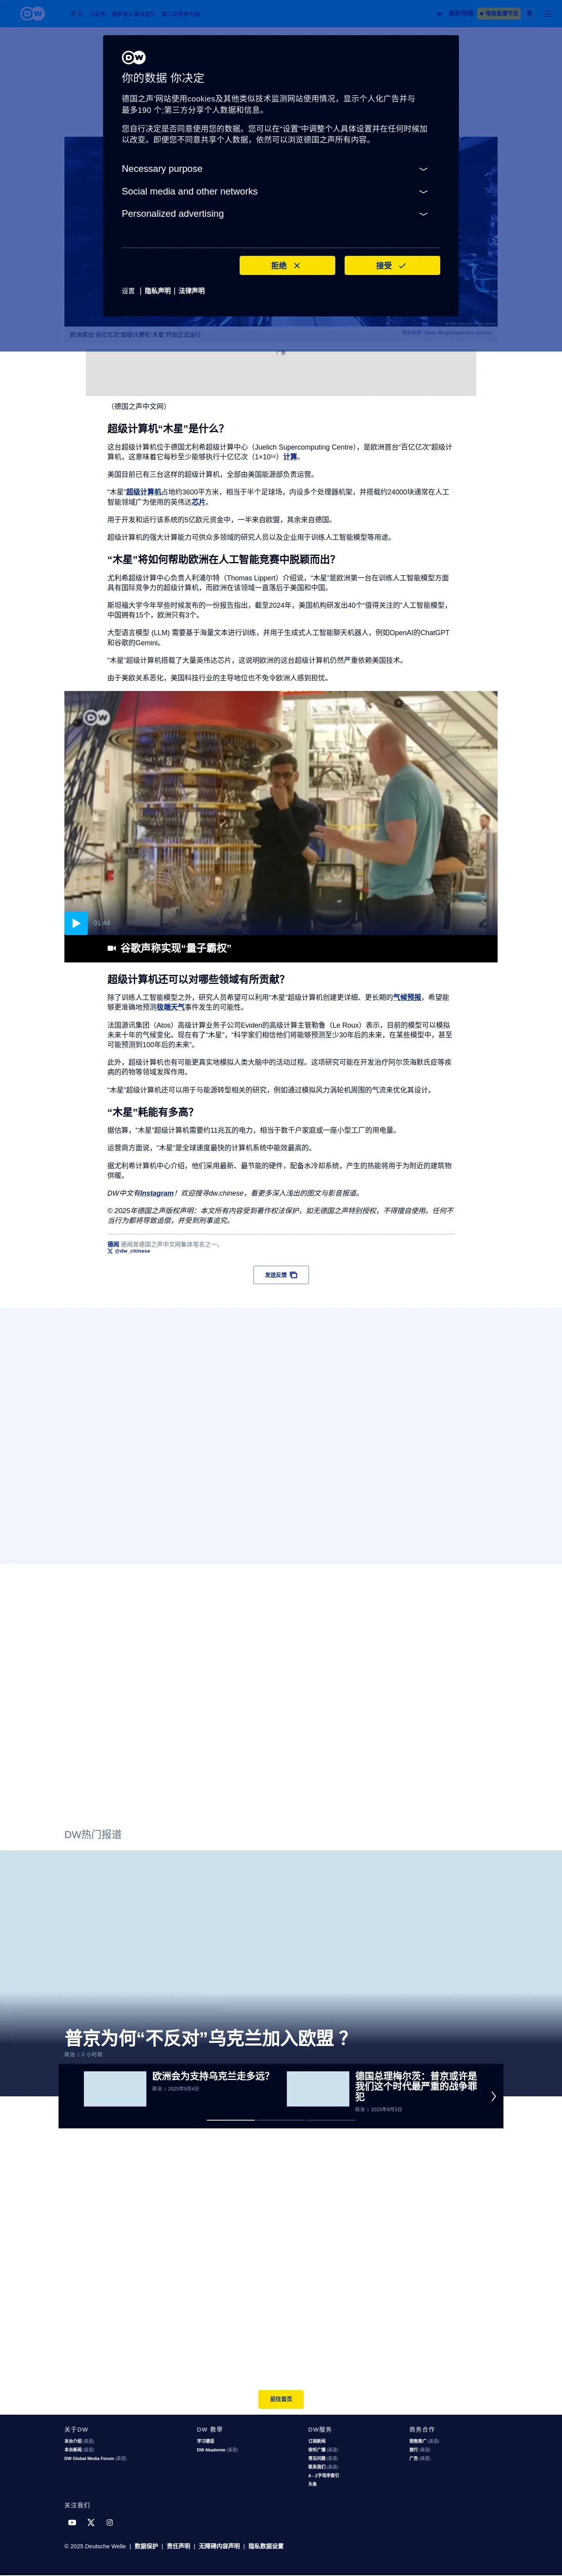 DW
最新视频
电视直播节目
DW
你的数据 你决定
德国之声'网站使用cookies及其他类似技术监测网站使用情况，显示个人化广告并与
最多190 个;第三方分享个人数据和信息。
您自行决定是否同意使用您的数据。您可以在“设置”中调整个人具体设置并在任何时候加
以改变。即便您不同意共享个人数据，依然可以浏览德国之声所有内容。
Necessary purpose
Social media and other networks
Personalized advertising
拒绝
接受
设置 | 隐私声明 | 法律声明
欧洲首台“百亿亿次”超级计算机“木星”开始正式运行
广告
（德国之声中文网）
超级计算机“木星”是什么？
这台超级计算机位于德国尤利希超级计算中心（Juelich Supercomputing Centre），是欧洲首台“百亿亿次”超级计
算机，这意味着它每秒至少能够执行十亿亿次（1×10¹⁸）计算。
美国目前已有三台这样的超级计算机，全部由美国能源部负责运营。
“木星”超级计算机占地约3600平方米，相当于半个足球场，内设多个处理器机架，并搭载约24000块通常在人工
智能领域广为使用的英伟达芯片。
用于开发和运行该系统的5亿欧元资金中，一半来自欧盟，其余来自德国。
超级计算机的强大计算能力可供众多领域的研究人员以及企业用于训练人工智能模型等用途。
“木星”将如何帮助欧洲在人工智能竞赛中脱颖而出？
尤利希超级计算中心负责人利浦尔特（Thomas Lippert）介绍说，“木星”是欧洲第一台在训练人工智能模型方面
具有国际竞争力的超级计算机，而欧洲在该领域一直落后于美国和中国。
斯坦福大学今年早些时候发布的一份报告指出，截至2024年，美国机构研发出40个“值得关注的”人工智能模型，
中国拥有15个，欧洲只有3个。
大型语言模型 (LLM) 需要基于海量文本进行训练，并用于生成式人工智能聊天机器人，例如OpenAI的ChatGPT
和谷歌的Gemini。
“木星”超级计算机搭载了大量英伟达芯片，这说明欧洲的这台超级计算机仍然严重依赖美国技术。
由于美欧关系恶化，美国科技行业的主导地位也不免令欧洲人感到担忧。
DW
01:44
谷歌声称实现“量子霸权”
超级计算机还可以对哪些领域有所贡献？
除了训练人工智能模型之外，研究人员希望可以利用“木星”超级计算机创建更详细、更长期的气候预报，希望能
够更准确地预测极端天气事件发生的可能性。
法国源讯集团（Atos）高级计算业务子公司Eviden的高级计算主管勒鲁（Le Roux）表示，目前的模型可以模拟
未来十年的气候变化。现在有了“木星”，“科学家们相信他们将能够预测至少30年后的未来，在某些模型中，甚至
可能预测到100年后的未来”。
此外，超级计算机也有可能更真实地模拟人类大脑中的活动过程。这项研究可能在开发治疗阿尔茨海默氏症等疾
病的药物等领域发挥作用。
“木星”超级计算机还可以用于与能源转型相关的研究，例如通过模拟风力涡轮机周围的气流来优化其设计。
“木星”耗能有多高？
据估算，“木星”超级计算机需要约11兆瓦的电力，相当于数千户家庭或一座小型工厂的用电量。
运营商方面说，“木星”是全球速度最快的计算机系统中能效最高的。
据尤利希计算机中心介绍，他们采用最新、最节能的硬件，配备水冷却系统，产生的热能将用于为附近的建筑物
供暖。
DW中文有Instagram！欢迎搜寻dw.chinese，看更多深入浅出的图文与影音报道。
© 2025年德国之声版权声明：本文所有内容受到著作权法保护，如无德国之声特别授权，不得擅自使用。任何不
当行为都将导致追偿，并受到刑事追究。
德闻 德闻是德国之声中文网集体笔名之一。
@dw_chinese
发送反馈
DW热门报道
普京为何“不反对”乌克兰加入欧盟 ？
政治 | 2 小时前
欧洲会为支持乌克兰走多远？
政治 | 2025年9月4日
德国总理梅尔茨：普京或许是
我们这个时代最严重的战争罪
犯
政治 | 2025年9月3日
前往首页
关于DW
本台介绍 (英语)
本台新闻 (英语)
DW Global Media Forum (英语)
DW 教学
学习德语
DW Akademie (英语)
DW服务
订阅新闻
收听广播 (英语)
常见问题 (英语)
联系我们 (英语)
A - Z字母序索引
头条
商务合作
销售推广 (英语)
旅行 (英语)
广告 (英语)
关注我们
© 2025 Deutsche Welle | 数据保护 | 责任声明 | 无障碍内容声明 | 隐私数据设置